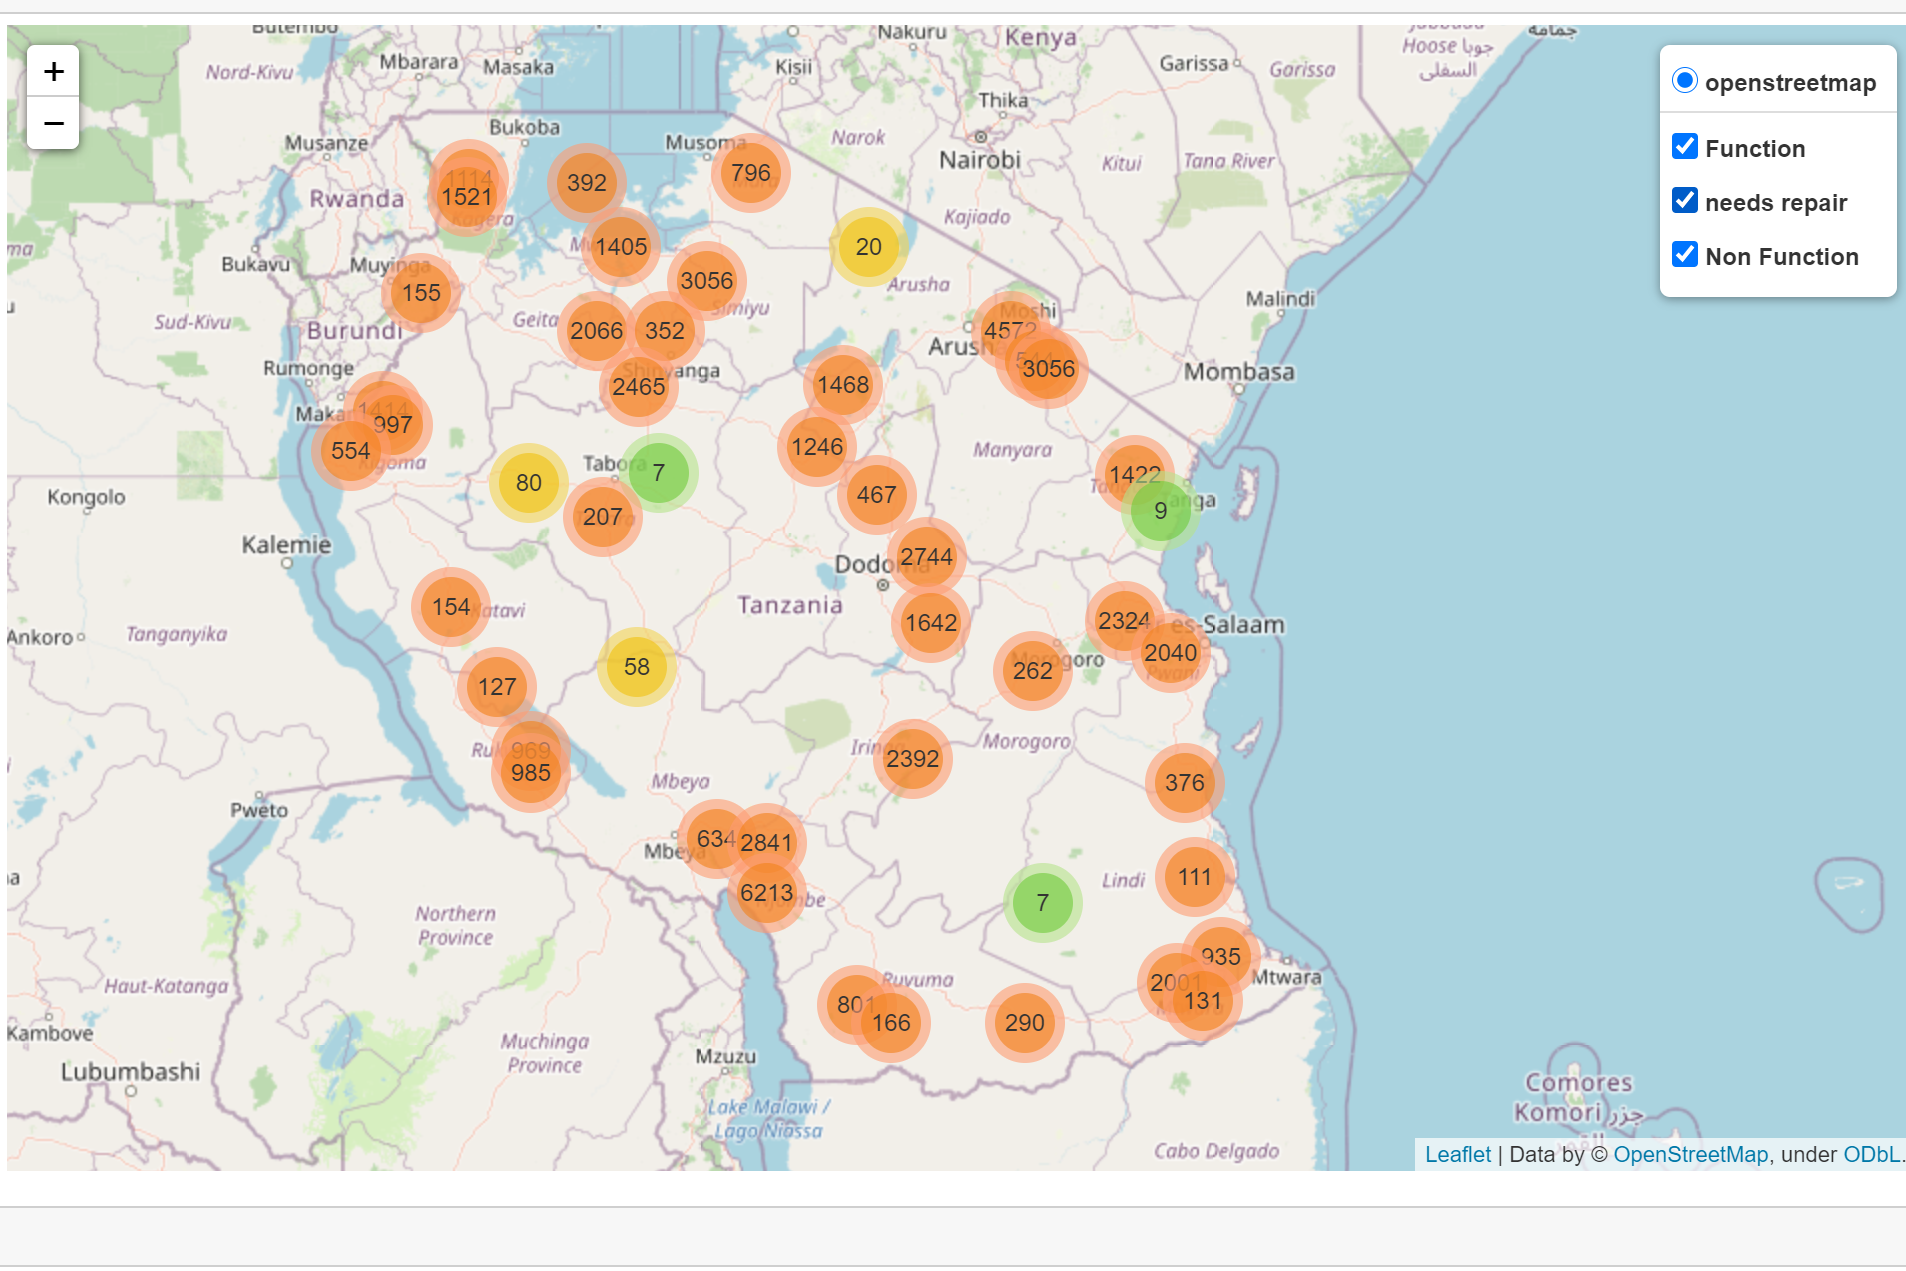 Butembo
+
−
Nord-Kivu
Mbarara
Masaka
Kisii
Nakuru
Kenya
Garissa
Garissa
Hoose جوبا
السفلى
جمامة
openstreetmap
Function
needs repair
Non Function
Thika
Nairobi
Narok
Kitui
Tana River
Kajiado
Musanze
Bukoba
Musoma
Rwanda
1114
1521
Kagera
392
796
Mara
1405
20
Arusha
Bukavu
Muyinga
155
3056
Simiyu
Malindi
Sud-Kivu
Burundi
Geita
2066
352
Moshi
4572
Arusha
544
3056
Mombasa
Rumonge
Shinyanga
2465
1468
1414
997
554
Kigoma
1246
Manyara
1422
Tanga
9
Kongolo
80
Tabora
7
207
467
Kalemie
2744
Dodoma
Tanzania
154
Katavi
1642
2324
Dar es-Salaam
2040
Pwani
Ankoro
Tanganyika
58
262
Morogoro
127
969
985
Iringa
2392
Morogoro
376
Mbeya
Pweto
634
2841
Mbeya
6213
Njombe
Lindi
111
7
Northern
Province
935
2001
131
Mtwara
Haut-Katanga
Ruvuma
801
166
290
Kambove
Muchinga
Province
Mzuzu
Lubumbashi
Lake Malawi /
Lago Niassa
Comores
Komori جزر
القمر
Cabo Delgado
Leaflet | Data by © OpenStreetMap, under ODbL.